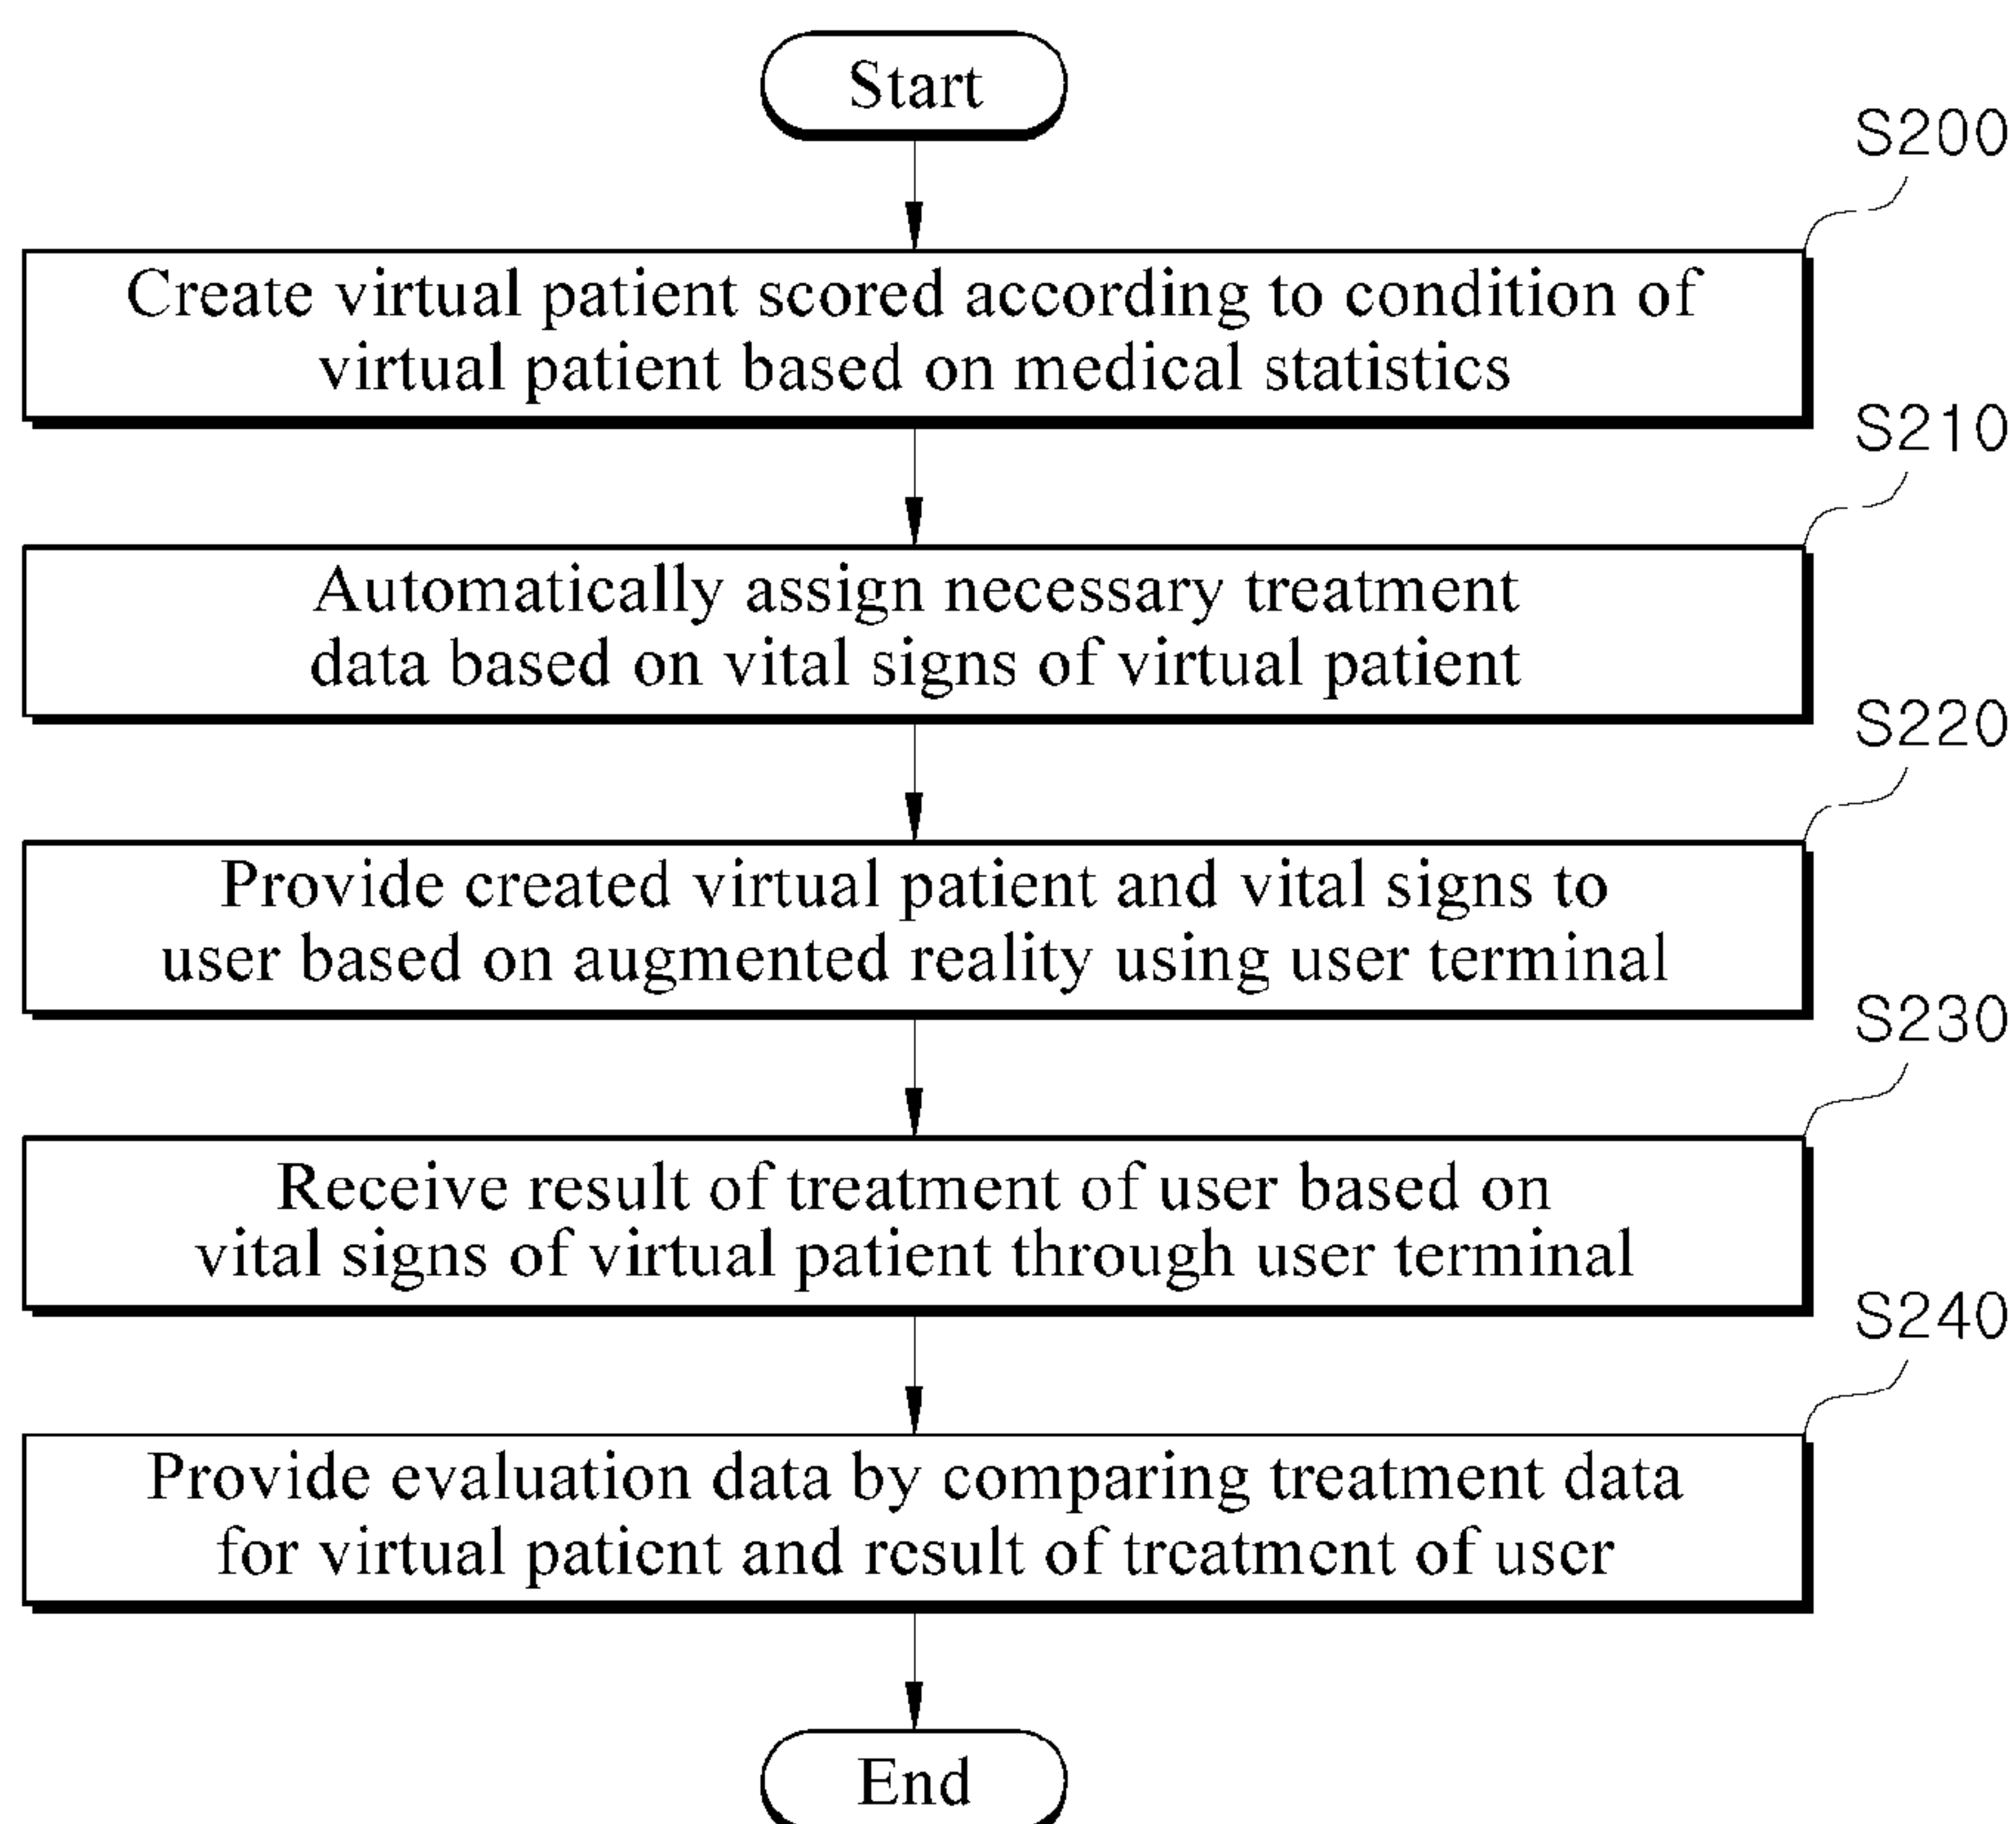 Start
S200
Create virtual patient scored according to condition of
virtual patient based on medical statistics
S210
Automatically assign necessary treatment
data based on vital signs of virtual patient
S220
Provide created virtual patient and vital signs to
user based on augmented reality using user terminal
S230
Receive result of treatment of user based on
vital signs of virtual patient through user terminal
S240
Provide evaluation data by comparing treatment data
for virtual patient and result of treatment of user
End